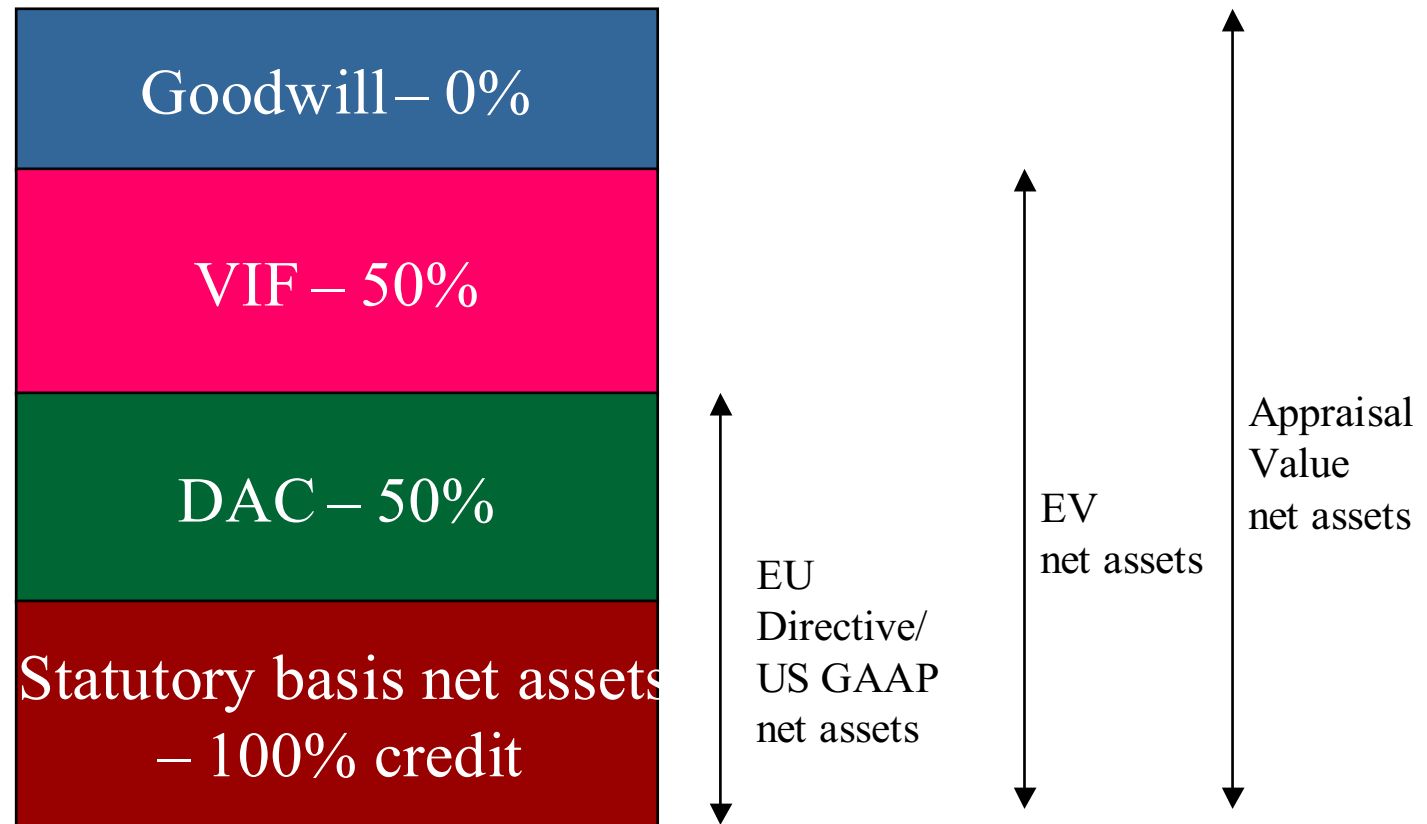 Goodwill – 0%
VIF – 50%
DAC – 50%
Statutory basis net assets
– 100% credit
EU
Directive/
US GAAP
net assets
EV
net assets
Appraisal
Value
net assets